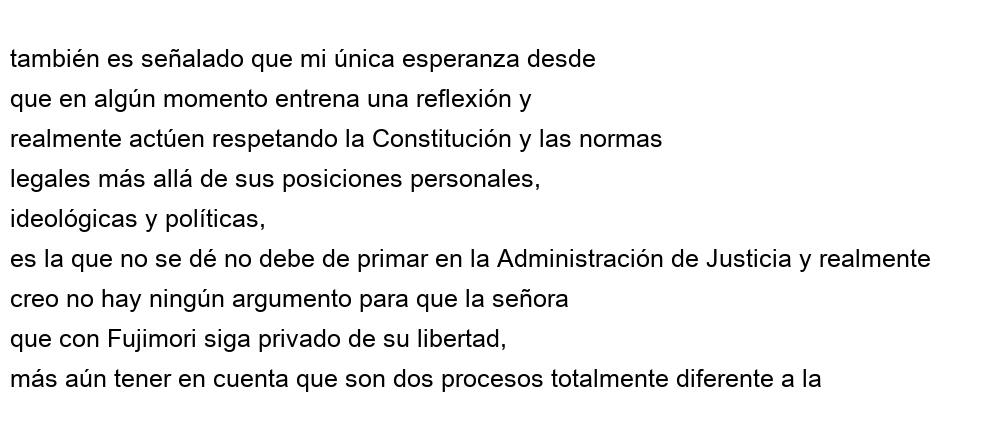 también es señalado que mi única esperanza desde
que en algún momento entrena una reflexión y
realmente actúen respetando la Constitución y las normas
legales más allá de sus posiciones personales,
ideológicas y políticas,
es la que no se dé no debe de primar en la Administración de Justicia y realmente
creo no hay ningún argumento para que la señora
que con Fujimori siga privado de su libertad,
más aún tener en cuenta que son dos procesos totalmente diferente a la